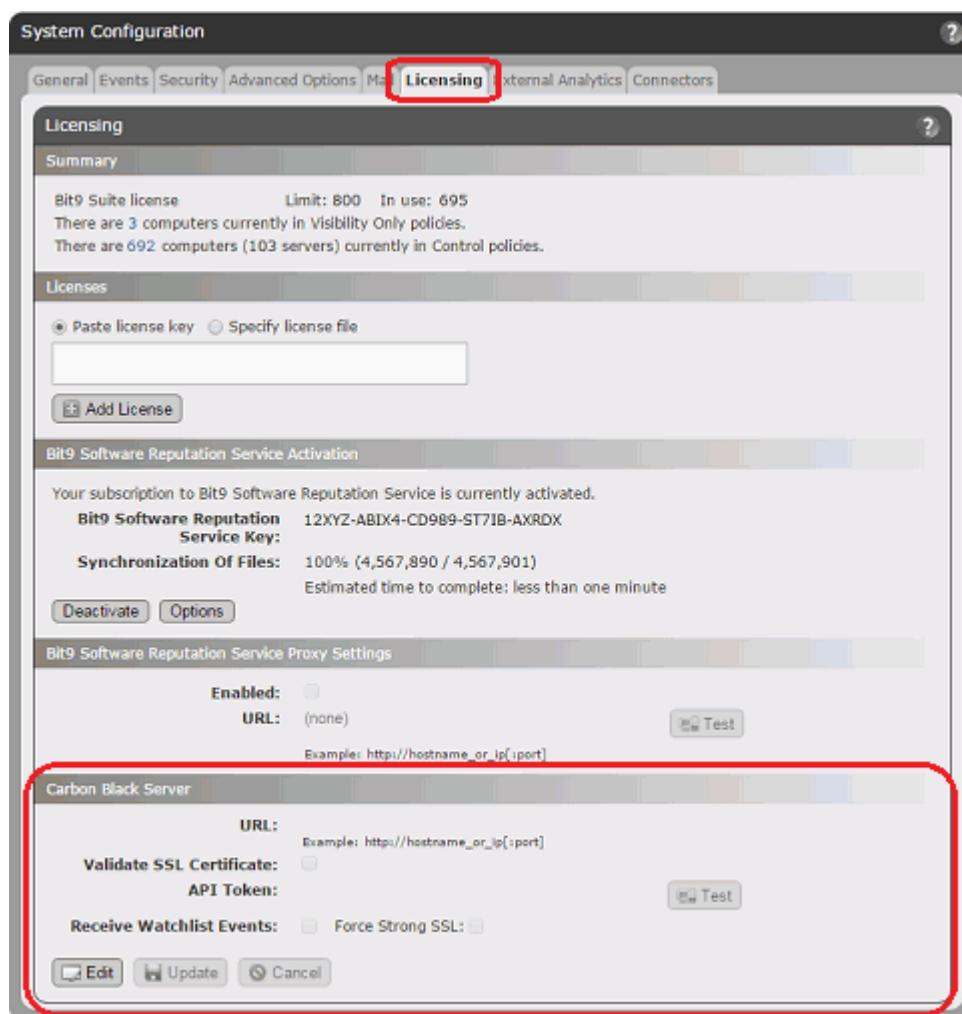 System Configuration ?
General Events Security Advanced Options Ma Licensing xternal Analytics Connectors
Licensing ?
Summary
Bit9 Suite license Limit: 800 In use: 695
There are 3 computers currently in Visibility Only policies.
There are 692 computers (103 servers) currently in Control policies.
Licenses
Paste license key Specify license file
Add License
Bit9 Software Reputation Service Activation
Your subscription to Bit9 Software Reputation Service is currently activated.
Bit9 Software Reputation
Service Key: 12XYZ-ABIX4-CD989-ST7IB-AXRDX
Synchronization Of Files: 100% (4,567,890 / 4,567,901)
Estimated time to complete: less than one minute
Deactivate Options
Bit9 Software Reputation Service Proxy Settings
Enabled:
URL: (none) Test
Example: http://hostname_or_ip[:port]
Carbon Black Server
URL:
Example: http://hostname_or_ip[:port]
Validate SSL Certificate:
API Token: Test
Receive Watchlist Events: Force Strong SSL:
Edit Update Cancel